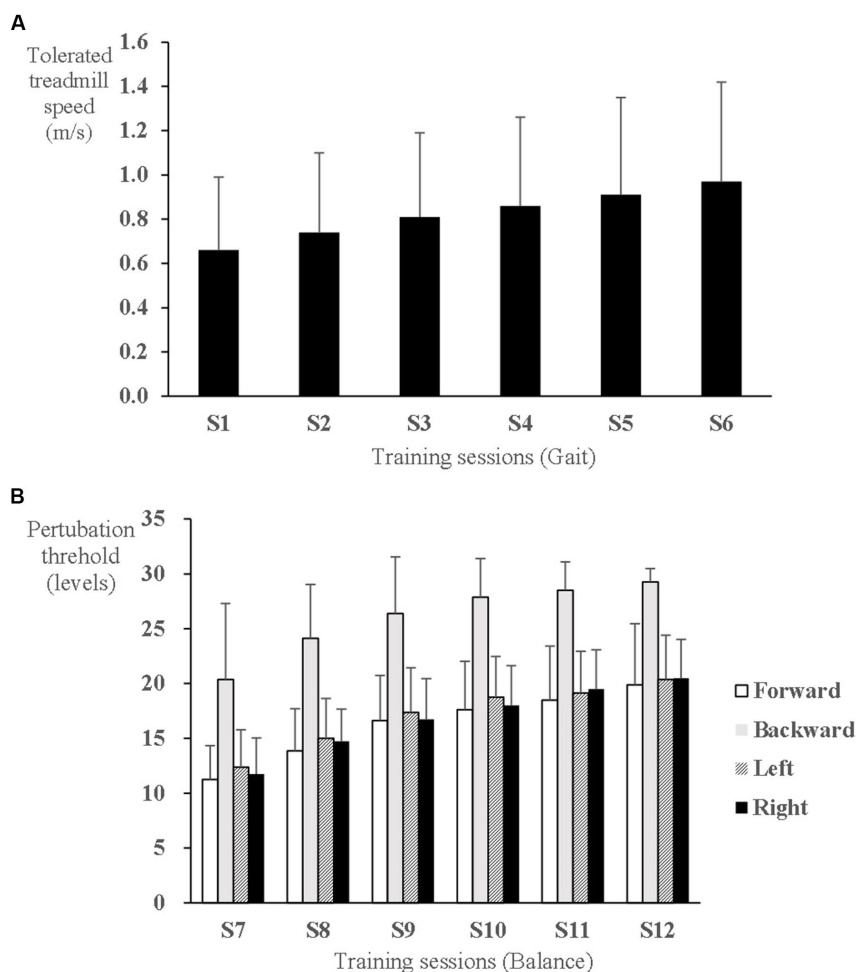 A
Tolerated
treadmill
speed
(m/s)
1.6
1.4
1.2
1.0
0.8
0.6
0.4
0.2
0.0
S1 S2 S3 S4 S5 S6
Training sessions (Gait)
B
Pertubation
threhold
(levels)
35
30
25
20
15
10
5
0
S7 S8 S9 S10 S11 S12
Training sessions (Balance)
Forward
Backward
Left
Right